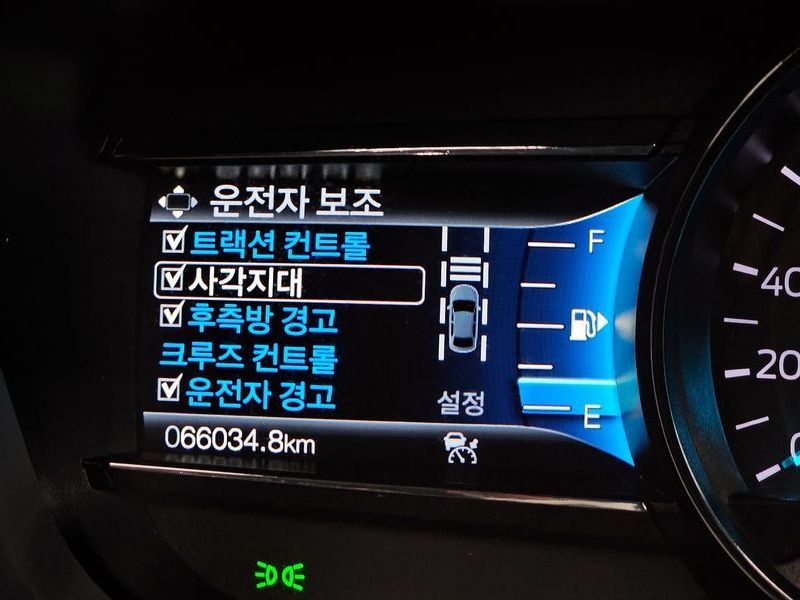 운전자 보조
트랙션 컨트롤
사각지대
후측방 경고
크루즈 컨트롤
운전자 경고
설정
066034.8km
F
E
20
0